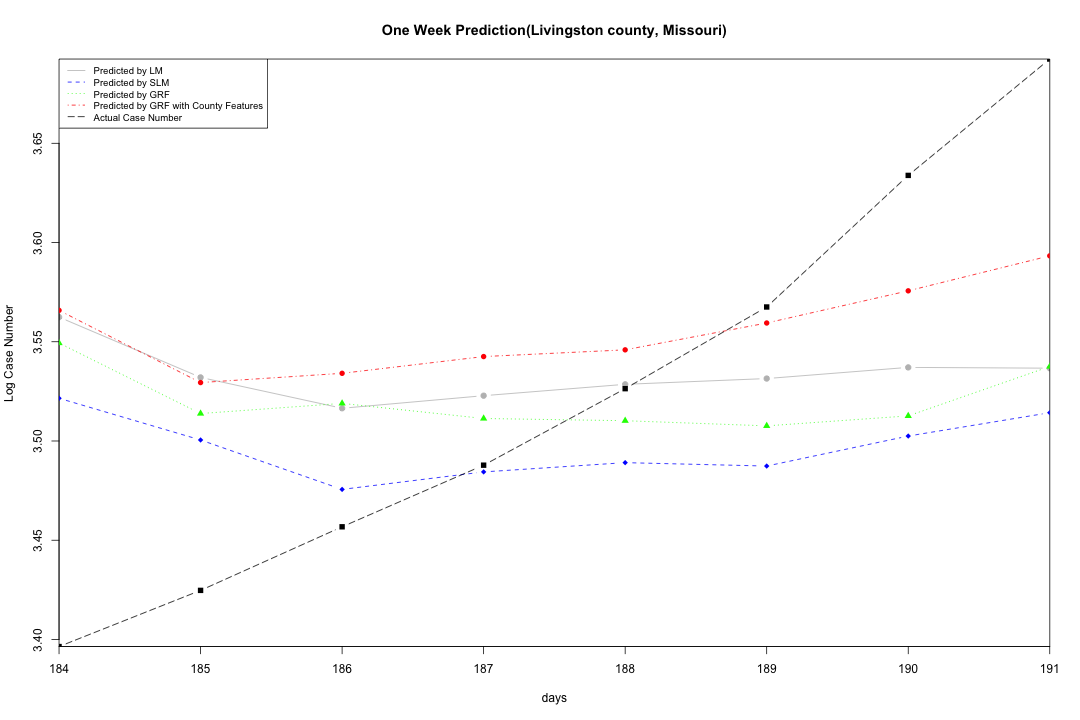 One Week Prediction(Livingston county, Missouri)
Predicted by LM
Predicted by SLM
Predicted by GRF
Predicted by GRF with County Features
Actual Case Number
3.65
3.60
3.55
3.50
3.45
3.40
Log Case Number
184 185 186 187 188 189 190 191
days